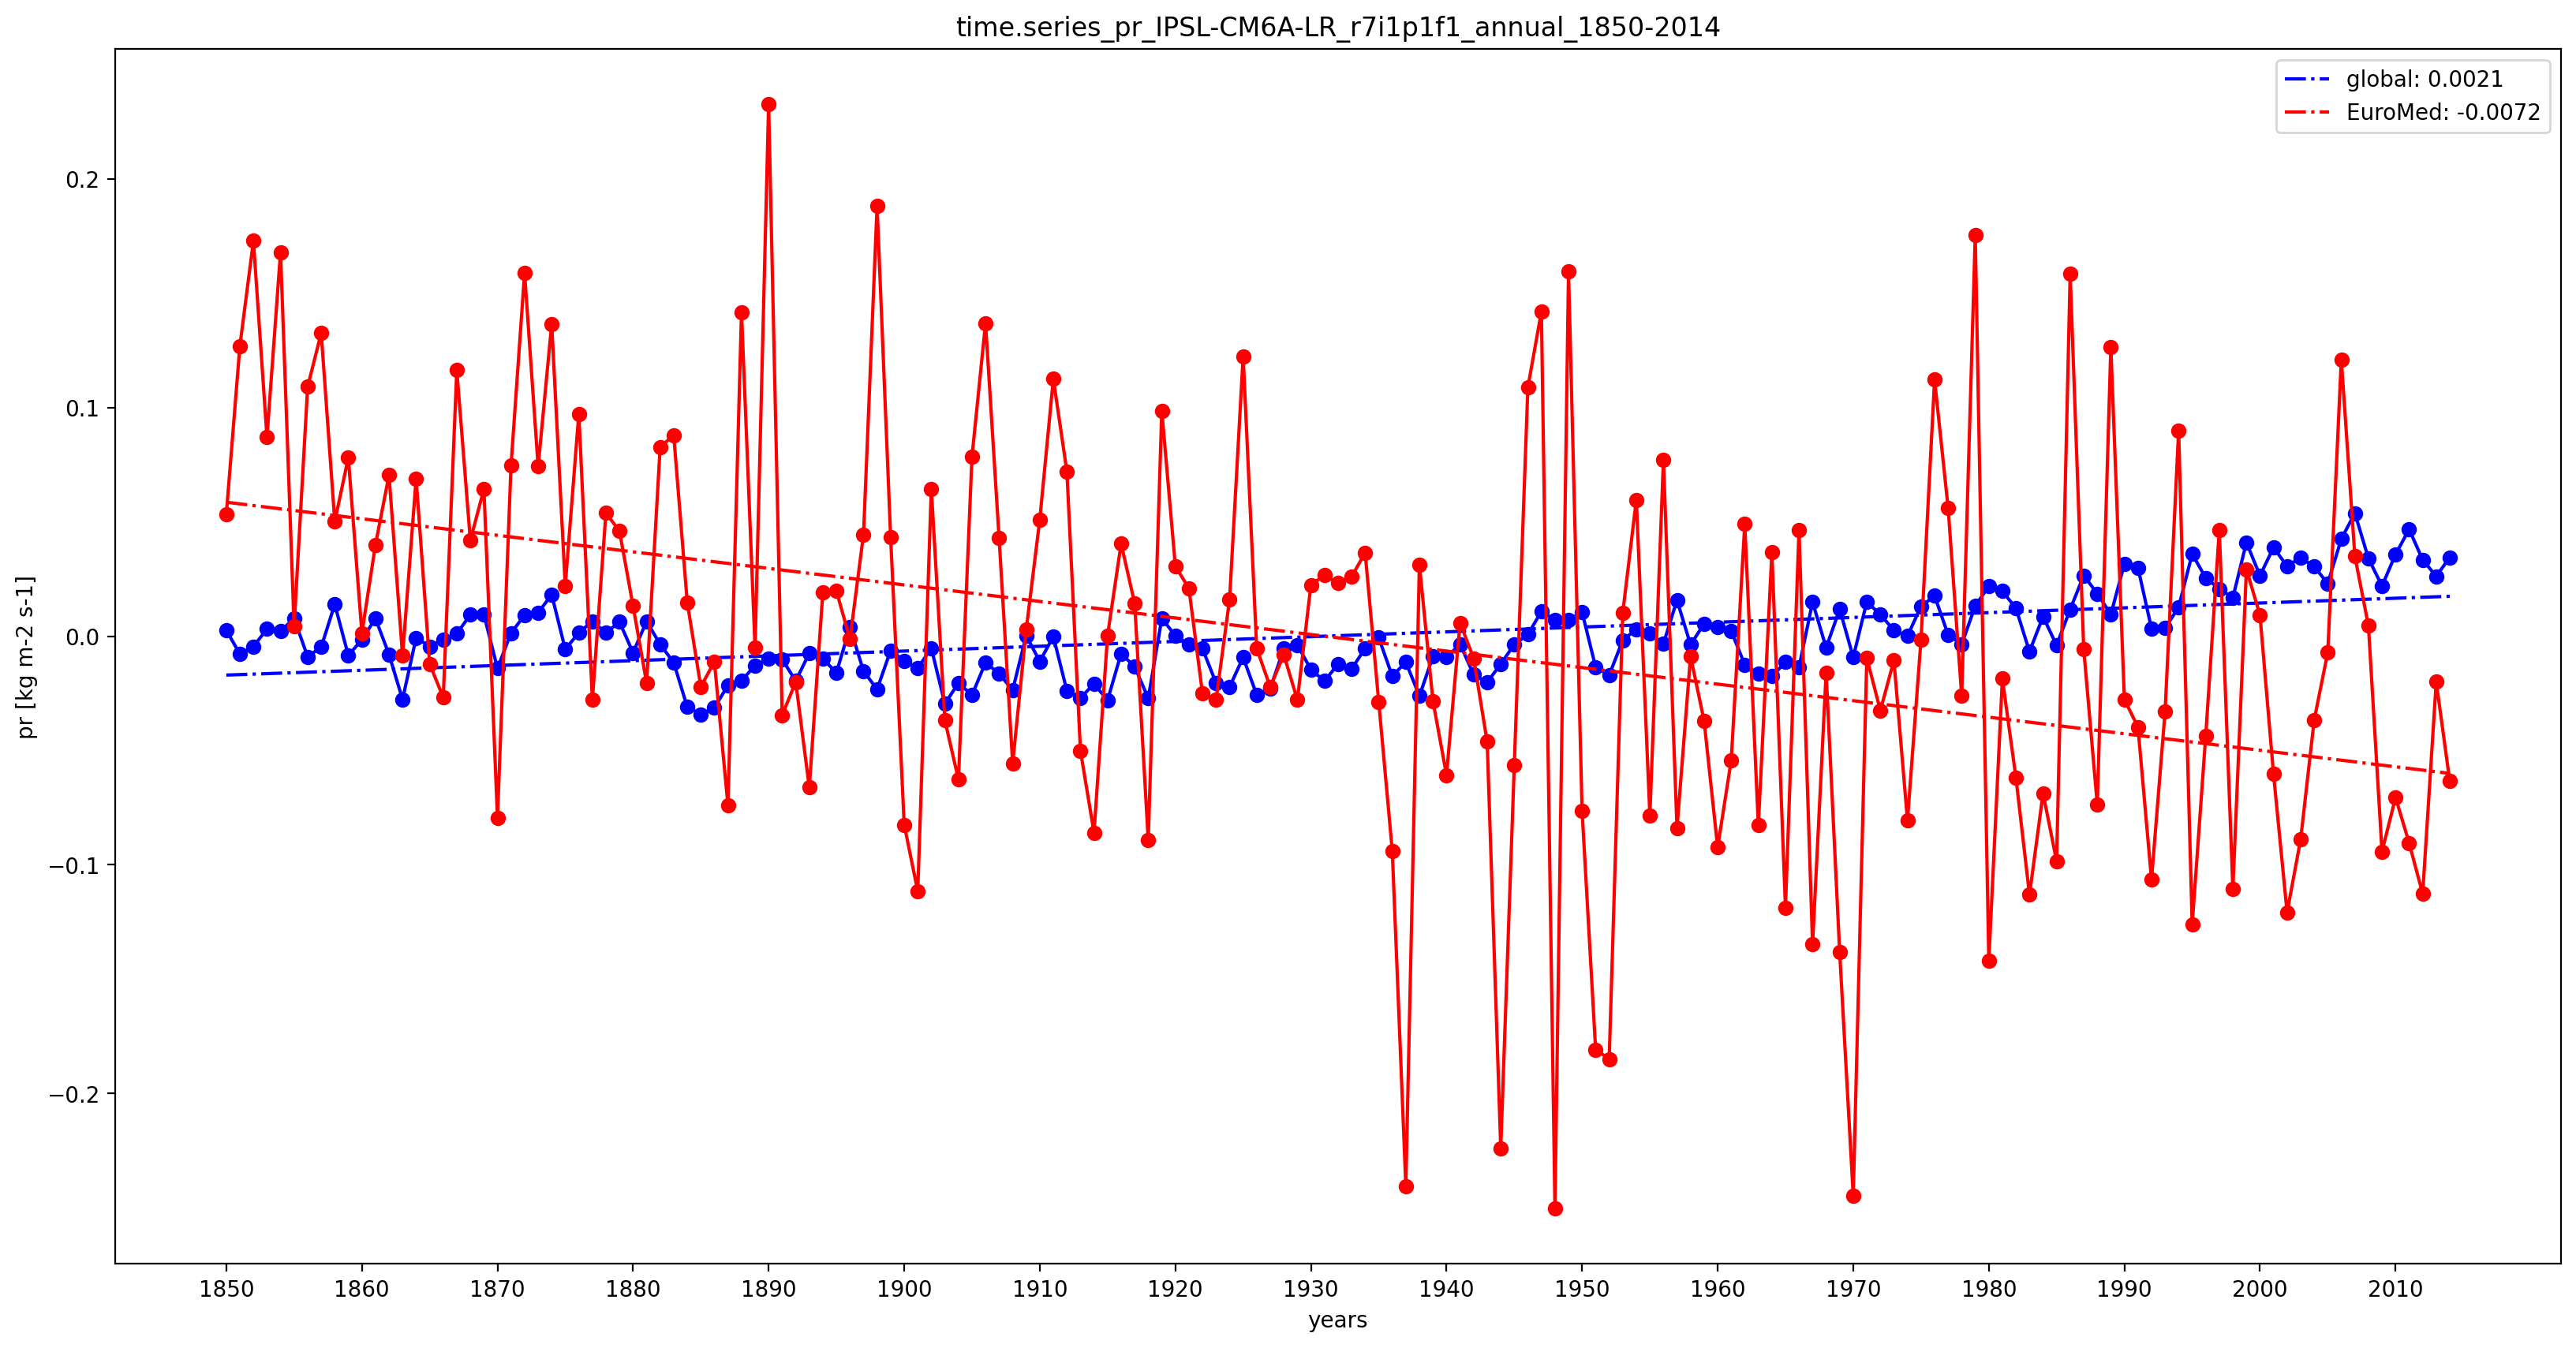 time.series_pr_IPSL-CM6A-LR_r7i1p1f1_annual_1850-2014
global: 0.0021
EuroMed: -0.0072
pr [kg m-2 s-1]
0.2
0.1
0.0
−0.1
−0.2
1850 1860 1870 1880 1890 1900 1910 1920 1930 1940 1950 1960 1970 1980 1990 2000 2010
years